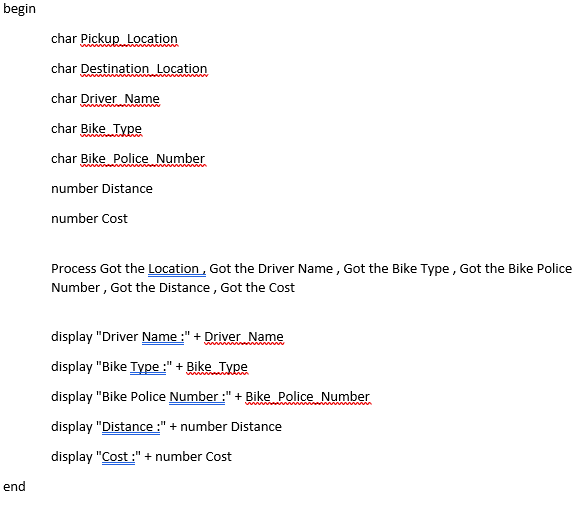 begin
char Pickup_Location
char Destination_Location
char Driver_Name
char Bike_Type
char Bike_Police_Number
number Distance
number Cost
Process Got the Location , Got the Driver Name , Got the Bike Type , Got the Bike Police
Number , Got the Distance , Got the Cost
display "Driver Name :" + Driver_Name
display "Bike Type :" + Bike_Type
display "Bike Police Number :" + Bike_Police_Number
display "Distance :" + number Distance
display "Cost :" + number Cost
end